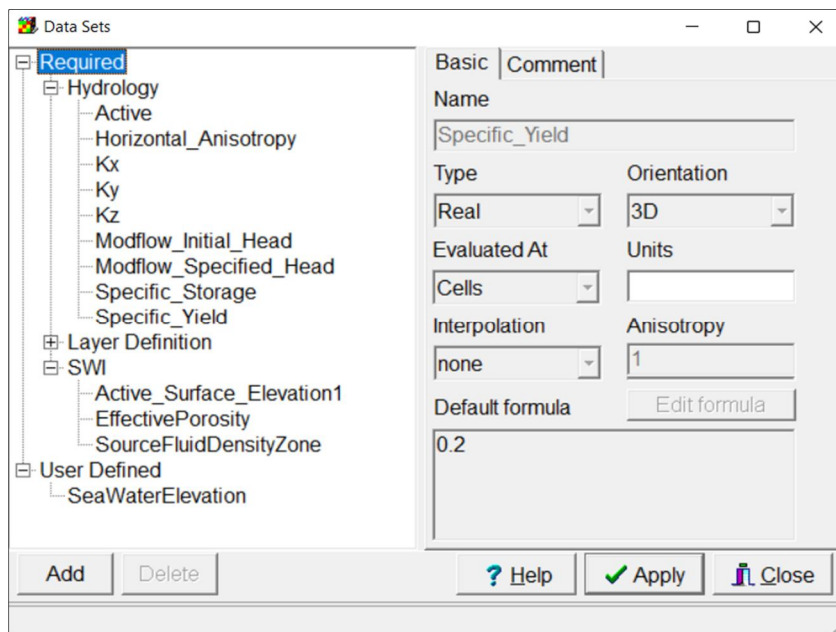 Data Sets
Required
Hydrology
Active
Horizontal_Anisotropy
Kx
Ky
Kz
Modflow_Initial_Head
Modflow_Specified_Head
Specific_Storage
Specific_Yield
Layer Definition
SWI
Active_Surface_Elevation1
EffectivePorosity
SourceFluidDensityZone
User Defined
SeaWaterElevation
Basic Comment
Name
Specific_Yield
Type Orientation
Real 3D
Evaluated At Units
Cells
Interpolation Anisotropy
none 1
Default formula Edit formula
0.2
Add Delete ? Help Apply Close